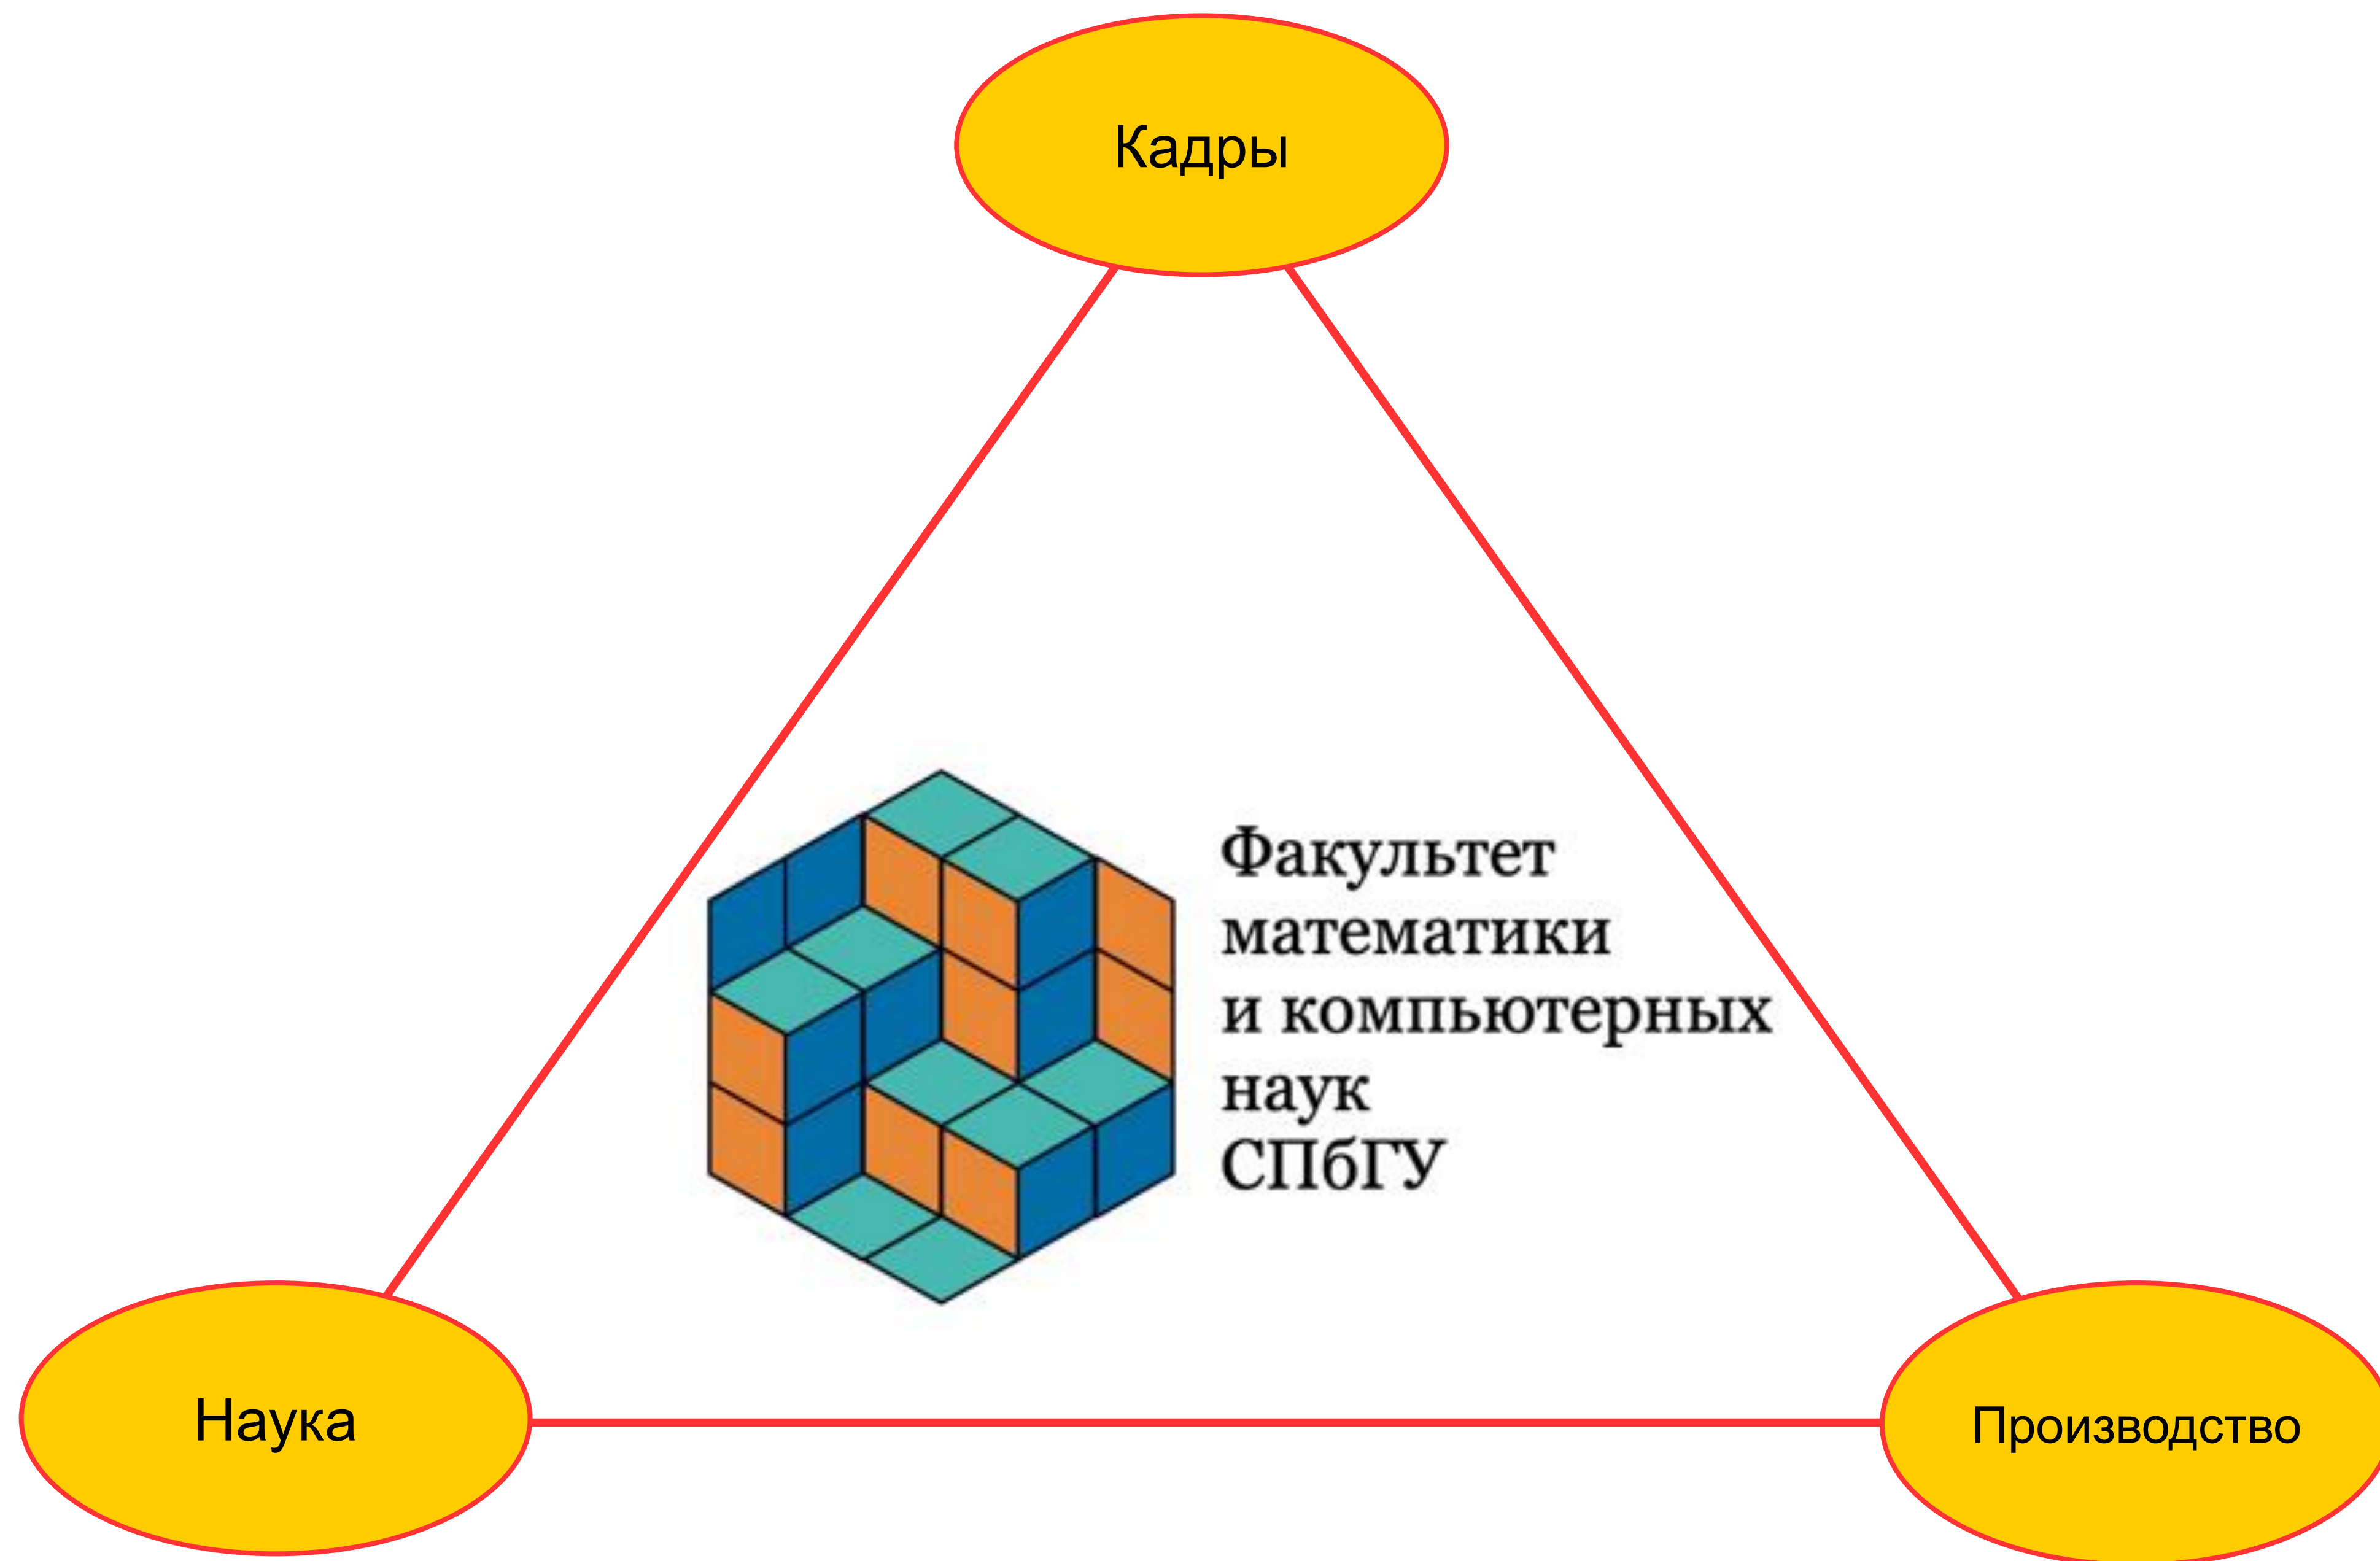 Кадры
Факультет
математики
и компьютерных
наук
СПбГУ
Наука
Производство